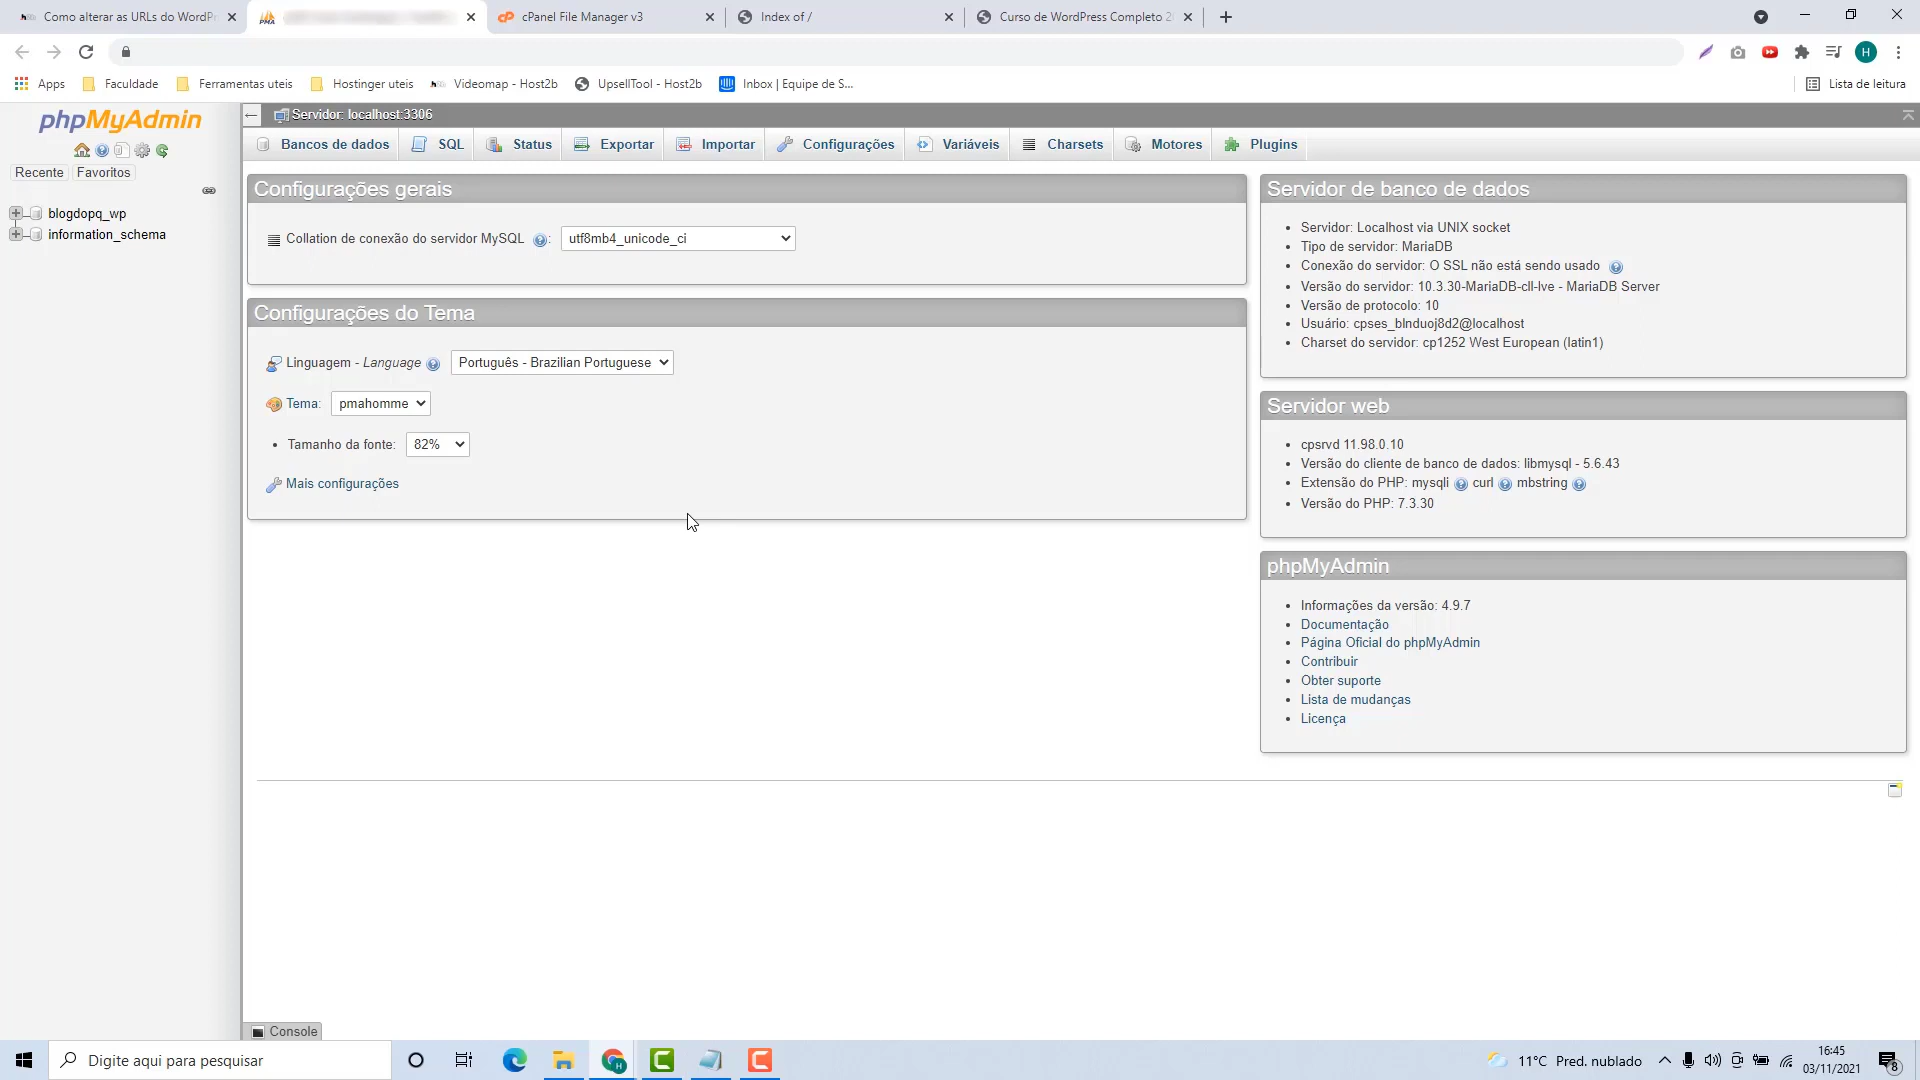 Como alterar as URLs do WordPr
PMA
cPanel File Manager v3
Index of /
Curso de WordPress Completo 2
H
Apps
Faculdade
Ferramentas uteis
Hostinger uteis
Videomap - Host2b
UpsellTool - Host2b
Inbox | Equipe de S...
Lista de leitura
phpMyAdmin
Recente
Favoritos
blogdopq_wp
information_schema
Servidor: localhost:3306
Bancos de dados
SQL
Status
Exportar
Importar
Configurações
Variáveis
Charsets
Motores
Plugins
Configurações gerais
Collation de conexão do servidor MySQL
:
utf8mb4_unicode_ci
Configurações do Tema
Linguagem - Language
Português - Brazilian Portuguese
Tema:
pmahomme
• Tamanho da fonte:
82%
Mais configurações
Servidor de banco de dados
• Servidor: Localhost via UNIX socket
• Tipo de servidor: MariaDB
• Conexão do servidor: O SSL não está sendo usado
• Versão do servidor: 10.3.30-MariaDB-cll-lve - MariaDB Server
• Versão de protocolo: 10
• Usuário: cpses_blnduoj8d2@localhost
• Charset do servidor: cp1252 West European (latin1)
Servidor web
• cpsrvd 11.98.0.10
• Versão do cliente de banco de dados: libmysql - 5.6.43
• Extensão do PHP: mysqli curl mbstring
• Versão do PHP: 7.3.30
phpMyAdmin
• Informações da versão: 4.9.7
• Documentação
• Página Oficial do phpMyAdmin
• Contribuir
• Obter suporte
• Lista de mudanças
• Licença
Console
Digite aqui para pesquisar
11°C Pred. nublado
16:45
03/11/2021
8